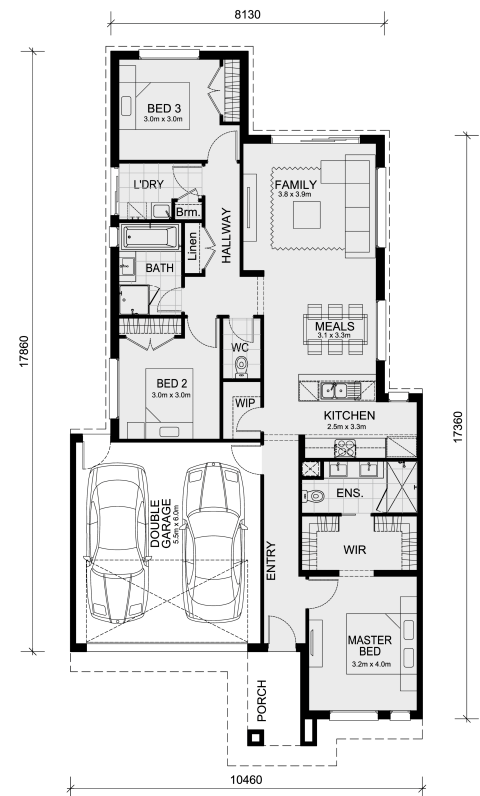 8130
BED 3
3.0m x 3.0m
L'DRY
Brm.
FAMILY
3.8 x 3.9m
HALLWAY
Linen
BATH
MEALS
3.1 x 3.3m
WC
BED 2
3.0m x 3.0m
WIP
KITCHEN
2.5m x 3.3m
17860
17360
ENS.
DOUBLE
GARAGE
5.5m x 6.0m
WIR
ENTRY
MASTER
BED
3.2m x 4.0m
PORCH
10460